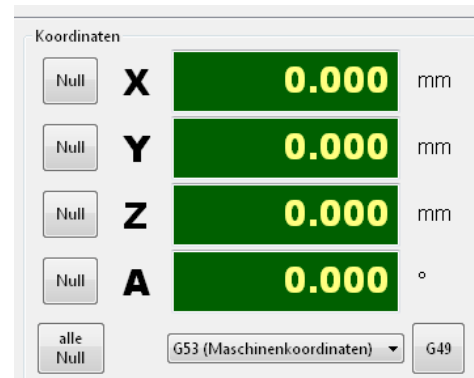 Koordinaten
Null X 0.000 mm
Null Y 0.000 mm
Null Z 0.000 mm
Null A 0.000 °
alle
Null
G53 (Maschinenkoordinaten)
G49